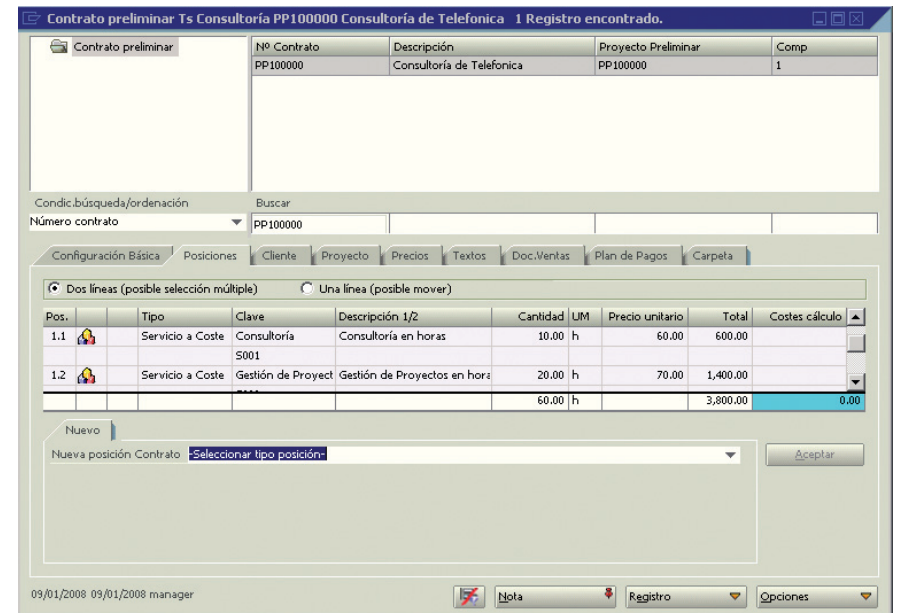 Contrato preliminar Ts Consultoría PP100000 Consultoría de Telefonica 1 Registro encontrado.
Contrato preliminar
Nº Contrato Descripción Proyecto Preliminar Comp
PP100000 Consultoría de Telefonica PP100000 1
Condic.búsqueda/ordenación Buscar
Número contrato PP100000
Configuración Básica Posiciones Cliente Proyecto Precios Textos Doc.Ventas Plan de Pagos Carpeta
Dos líneas (posible selección múltiple) Una línea (posible mover)
Pos. Tipo Clave Descripción 1/2 Cantidad UM Precio unitario Total Costes cálculo
1.1 Servicio a Coste Consultoría Consultoría en horas 10.00 h 60.00 600.00
S001
1.2 Servicio a Coste Gestión de Proyect Gestión de Proyectos en hora 20.00 h 70.00 1,400.00
60.00 h 3,800.00 0.00
Nuevo
Nueva posición Contrato -Seleccionar tipo posición- Aceptar
09/01/2008 09/01/2008 manager Nota Registro Opciones